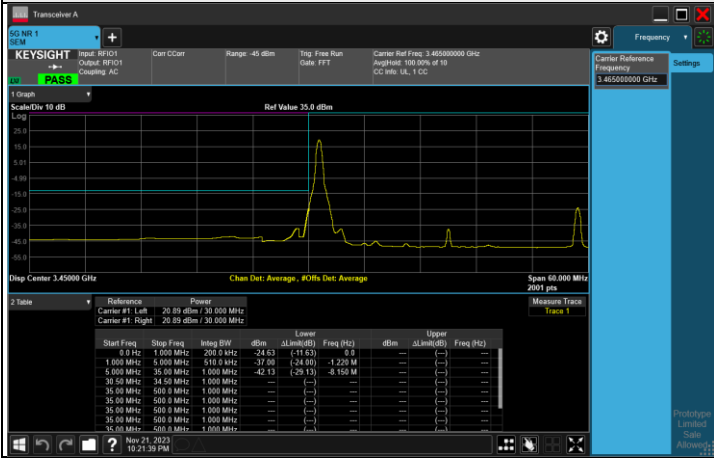 Transceiver A
5G NR 1
SEM
Frequency
KEYSIGHT
Input: RFIO1
Output: RFIO1
Coupling: AC
Corr CCorr
Range: -45 dBm
Trig: Free Run
Gate: FFT
Carrier Ref Freq: 3.465000000 GHz
Avg|Hold: 100.00% of 10
CC Info: UL, 1 CC
LXI
PASS
Carrier Reference
Frequency
3.465000000 GHz
Settings
1 Graph
Scale/Div 10 dB
Ref Value 35.0 dBm
Log
25.0
15.0
5.01
-4.99
-15.0
-25.0
-35.0
-45.0
-55.0
Disp Center 3.45000 GHz
Chan Det: Average, #Offs Det: Average
Span 60.000 MHz
2001 pts
2 Table
Reference Power
Carrier #1: Left 20.89 dBm / 30.000 MHz
Carrier #1: Right 20.89 dBm / 30.000 MHz
Measure Trace
Trace 1
Lower Upper
Start Freq Stop Freq Integ BW dBm ΔLimit(dB) Freq (Hz) dBm ΔLimit(dB) Freq (Hz)
0.0 Hz 1.000 MHz 200.0 kHz -24.63 (-11.63) 0.0 --- (---) ---
1.000 MHz 5.000 MHz 510.0 kHz -37.00 (-24.00) -1.220 M --- (---) ---
5.000 MHz 35.00 MHz 1.000 MHz -42.13 (-29.13) -8.150 M --- (---) ---
30.50 MHz 34.50 MHz 1.000 MHz --- (---) --- --- (---) ---
35.00 MHz 500.0 MHz 1.000 MHz --- (---) --- --- (---) ---
35.00 MHz 500.0 MHz 1.000 MHz --- (---) --- --- (---) ---
35.00 MHz 500.0 MHz 1.000 MHz --- (---) --- --- (---) ---
35.00 MHz 500.0 MHz 1.000 MHz --- (---) --- --- (---) ---
35.00 MHz 500.0 MHz 1.000 MHz --- (---) --- --- (---) ---
Nov 21, 2023
10:21:39 PM
Prototype
Limited
Sale
Allowed